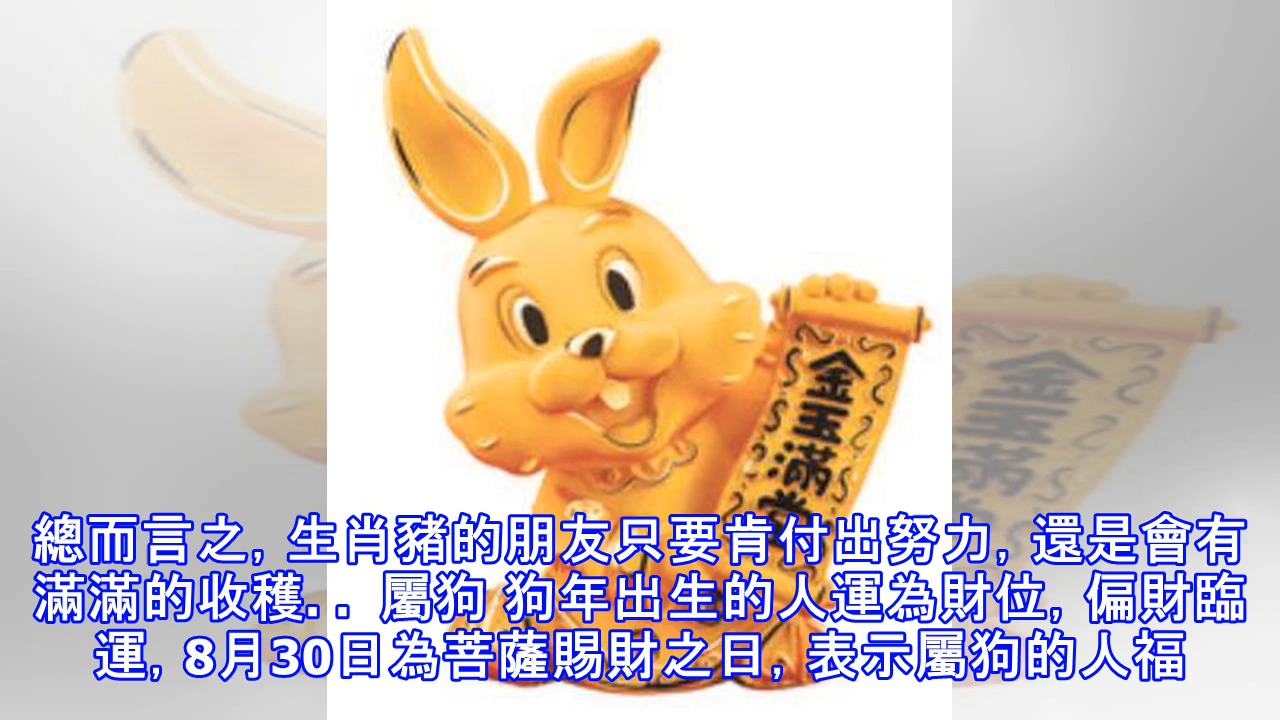 金玉滿堂
總而言之, 生肖豬的朋友只要肯付出努力, 還是會有
滿滿的收穫. . 屬狗 狗年出生的人運為財位, 偏財臨
運, 8月30日為菩薩賜財之日, 表示屬狗的人福